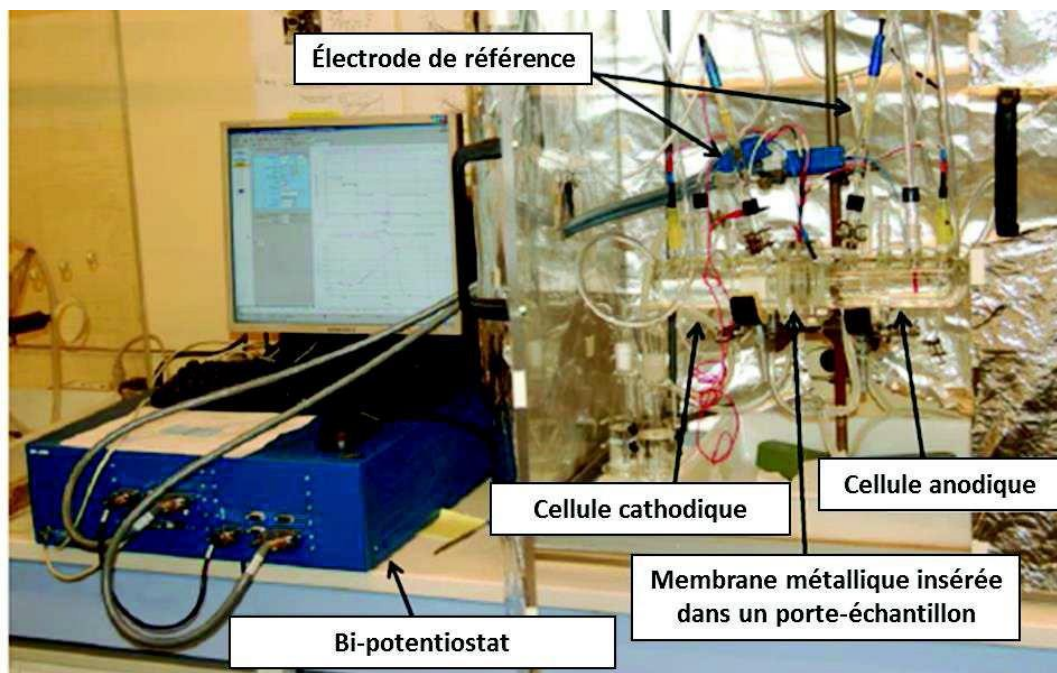 Électrode de référence
Cellule cathodique
Cellule anodique
Membrane métallique insérée
dans un porte-échantillon
Bi-potentiostat